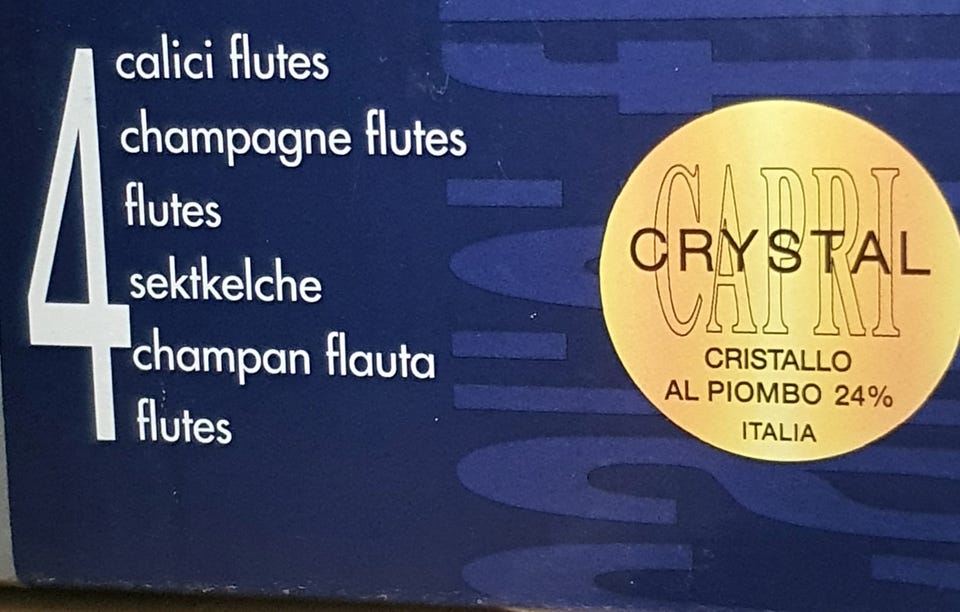 4
calici flutes
champagne flutes
flutes
sektkelche
champan flauta
flutes
CAPRI
CRYSTAL
CRISTALLO
AL PIOMBO 24%
ITALIA